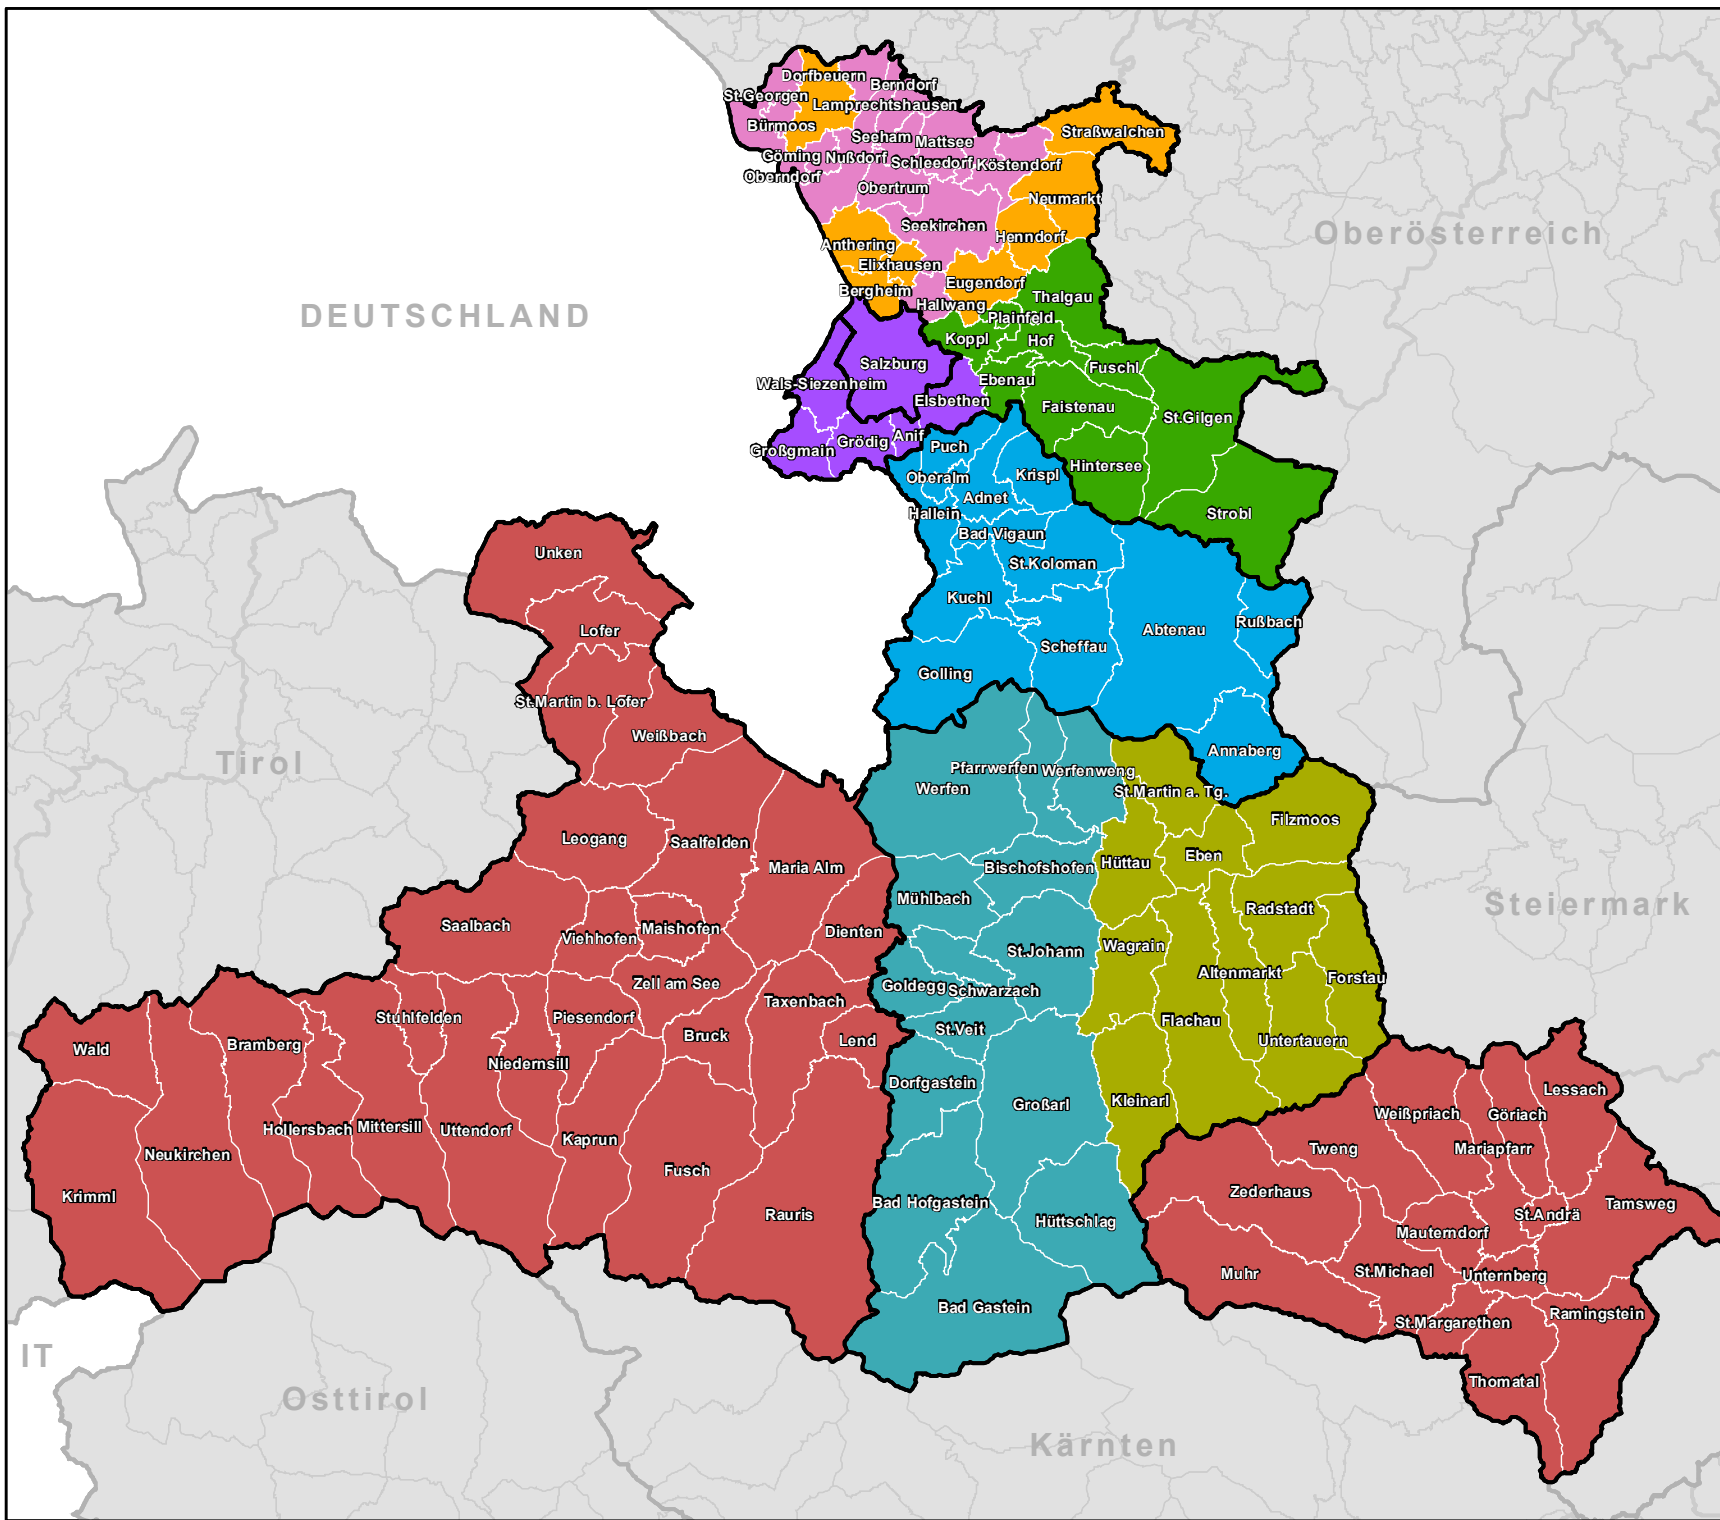 Dorfbeuern
Berndorf
St.Georgen
Lamprechtshausen
Bürmoos
Straßwalchen
Seeham
Mattsee
Göming
Nußdorf
Schleedorf
Köstendorf
Oberndorf
Obertrum
Neumarkt
Seekirchen
Oberösterreich
Henndorf
Anthering
Elixhausen
Eugendorf
Bergheim
Thalgau
Hallwang
DEUTSCHLAND
Plainfeld
Koppl
Hof
Salzburg
Fuschl
Wals-Siezenheim
Ebenau
Elsbethen
Faistenau
St.Gilgen
Anif
Grödig
Puch
Großgmain
Hintersee
Krispl
Oberalm
Adnet
Hallein
Strobl
Bad Vigaun
Unken
St.Koloman
Kuchl
Rußbach
Lofer
Abtenau
Scheffau
Golling
St.Martin b. Lofer
Weißbach
Annaberg
Tirol
Pfarrwerfen
Werfenweng
Werfen
St.Martin a. Tg.
Filzmoos
Leogang
Saalfelden
Eben
Hüttau
Maria Alm
Bischofshofen
Mühlbach
Steiermark
Radstadt
Saalbach
Maishofen
Dienten
Viehhofen
Wagrain
St.Johann
Altenmarkt
Forstau
Zell am See
Goldegg
Schwarzach
Taxenbach
Stuhlfelden
Piesendorf
Flachau
St.Veit
Bruck
Lend
Untertauern
Bramberg
Wald
Niedernsill
Dorfgastein
Lessach
Kleinarl
Großarl
Weißpriach
Göriach
Mittersill
Hollersbach
Uttendorf
Kaprun
Tweng
Mariapfarr
Neukirchen
Fusch
Zederhaus
Krimml
Bad Hofgastein
Tamsweg
Rauris
St.Andrä
Hüttschlag
Mauterndorf
Muhr
St.Michael
Unternberg
Bad Gastein
Ramingstein
St.Margarethen
IT
Thomatal
Osttirol
Kärnten